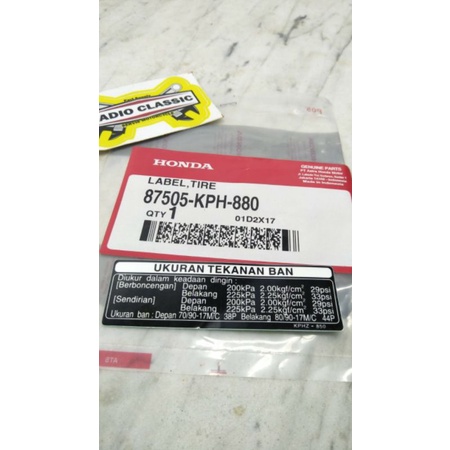 RADIO CLASSIC
HONDA
GENUINE PARTS
LABEL,TIRE
87505-KPH-880
QTY 1
01D2X17
UKURAN TEKANAN BAN
Diukur dalam keadaan dingin :
[Berboncengan] Depan 200kPa 2.00kgf/cm² 29psi
Belakang 225kPa 2.25kgf/cm² 33psi
[Sendirian] Depan 200kPa 2.00kgf/cm² 29psi
Belakang 225kPa 2.25kgf/cm² 33psi
Ukuran ban : Depan 70/90-17M/C 38P Belakang 80/90-17M/C 44P